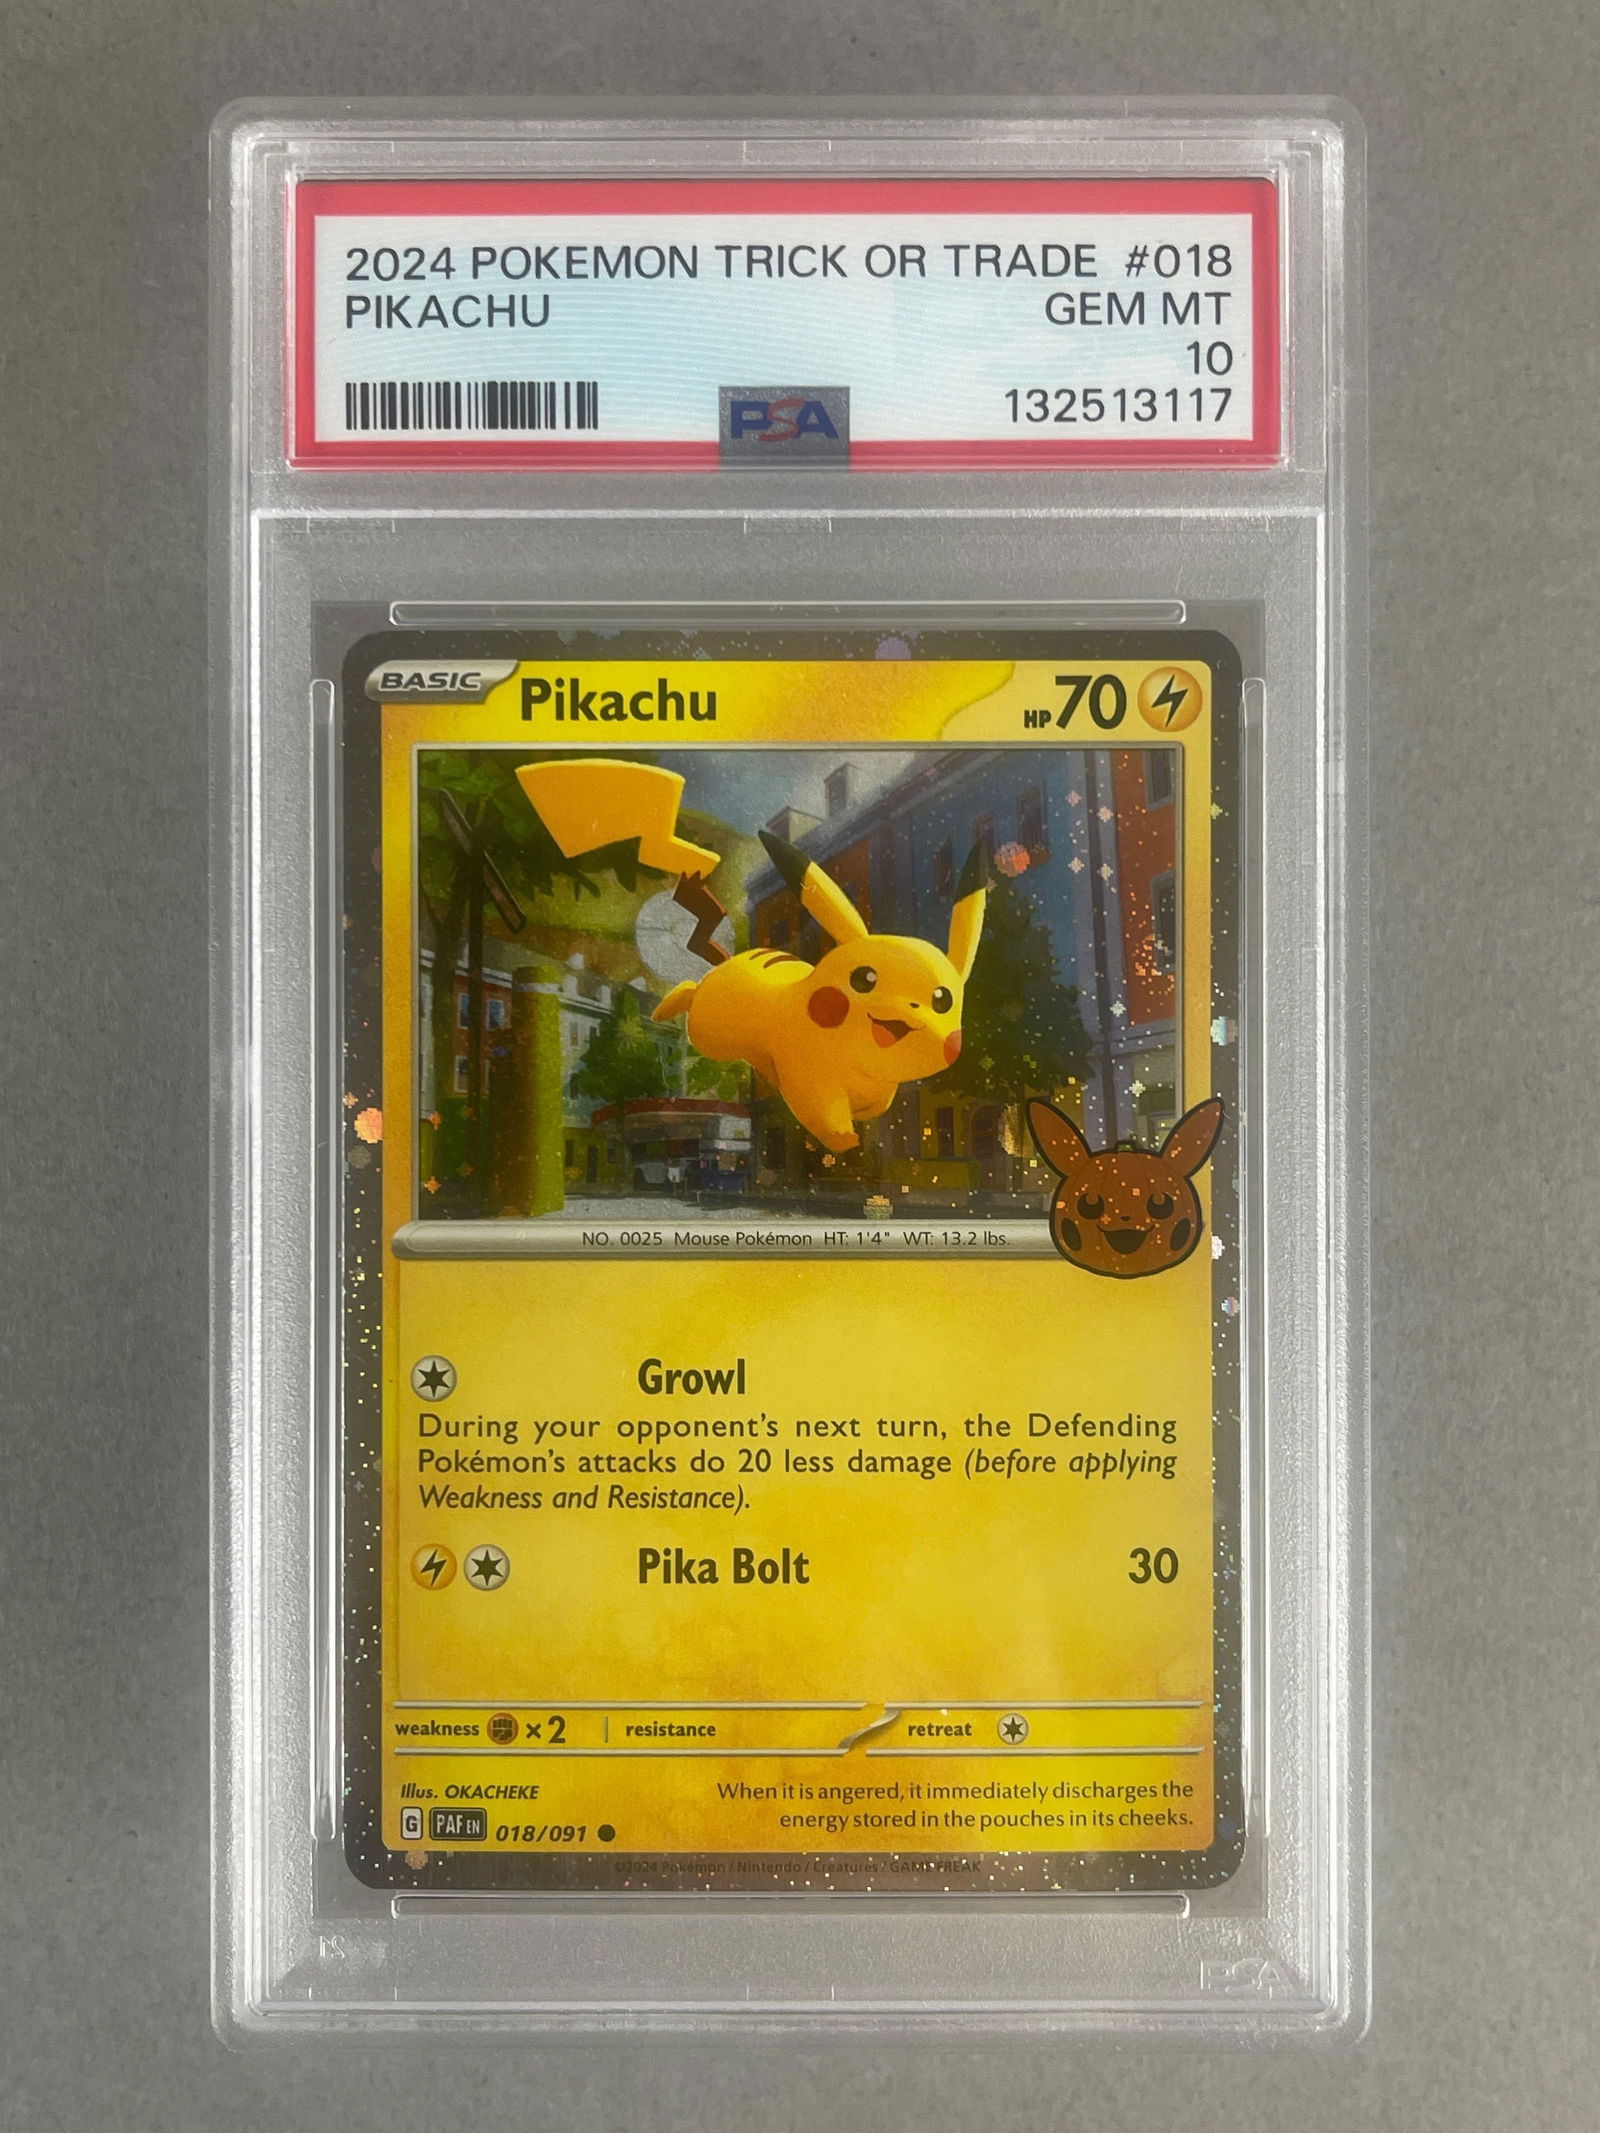 2024 POKEMON TRICK OR TRADE #018
PIKACHU GEM MT
10
PSA 132513117
BASIC Pikachu HP 70
NO. 0025 Mouse Pokémon HT: 1'4" WT: 13.2 lbs.
Growl
During your opponent's next turn, the Defending
Pokémon's attacks do 20 less damage (before applying
Weakness and Resistance).
Pika Bolt 30
weakness ×2 resistance retreat
Illus. OKACHEKE
When it is angered, it immediately discharges the
energy stored in the pouches in its cheeks.
G PAF EN 018/091
©2024 Pokémon / Nintendo / Creatures / GAME FREAK
PSA